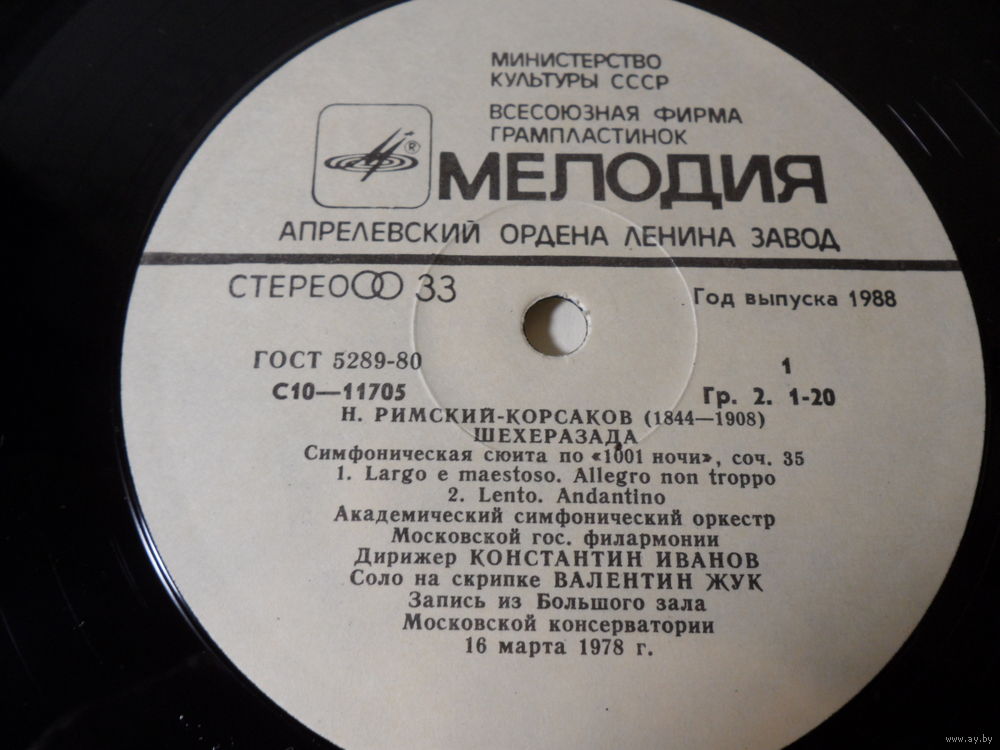 МИНИСТЕРСТВО
КУЛЬТУРЫ СССР
ВСЕСОЮЗНАЯ ФИРМА
ГРАМПЛАСТИНОК
®
МЕЛОДИЯ
АПРЕЛЕВСКИЙ ОРДЕНА ЛЕНИНА ЗАВОД
СТЕРЕО 33
Год выпуска 1988
ГОСТ 5289-80
1
С10—11705
Гр. 2. 1-20
Н. РИМСКИЙ-КОРСАКОВ (1844—1908)
ШЕХЕРАЗАДА
Симфоническая сюита по «1001 ночи», соч. 35
1. Largo e maestoso. Allegro non troppo
2. Lento. Andantino
Академический симфонический оркестр
Московской гос. филармонии
Дирижер КОНСТАНТИН ИВАНОВ
Соло на скрипке ВАЛЕНТИН ЖУК
Запись из Большого зала
Московской консерватории
16 марта 1978 г.
www.ay.by